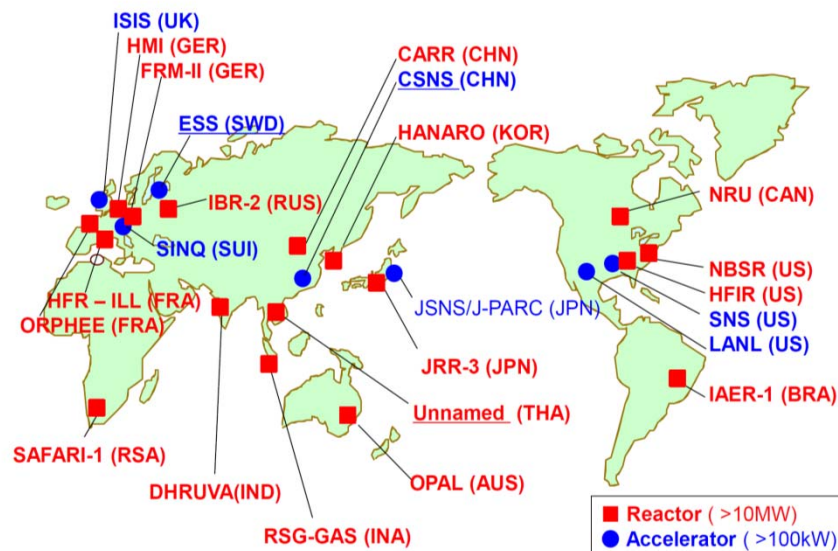 ISIS (UK)
HMI (GER)
FRM-II (GER)
ESS (SWD)
IBR-2 (RUS)
SINQ (SUI)
HFR – ILL (FRA)
ORPHEE (FRA)
SAFARI-1 (RSA)
CARR (CHN)
CSNS (CHN)
HANARO (KOR)
JSNS/J-PARC (JPN)
JRR-3 (JPN)
Unnamed (THA)
OPAL (AUS)
DHRUVA(IND)
RSG-GAS (INA)
NRU (CAN)
NBSR (US)
HFIR (US)
SNS (US)
LANL (US)
IAER-1 (BRA)
Reactor ( >10MW)
Accelerator ( >100kW)